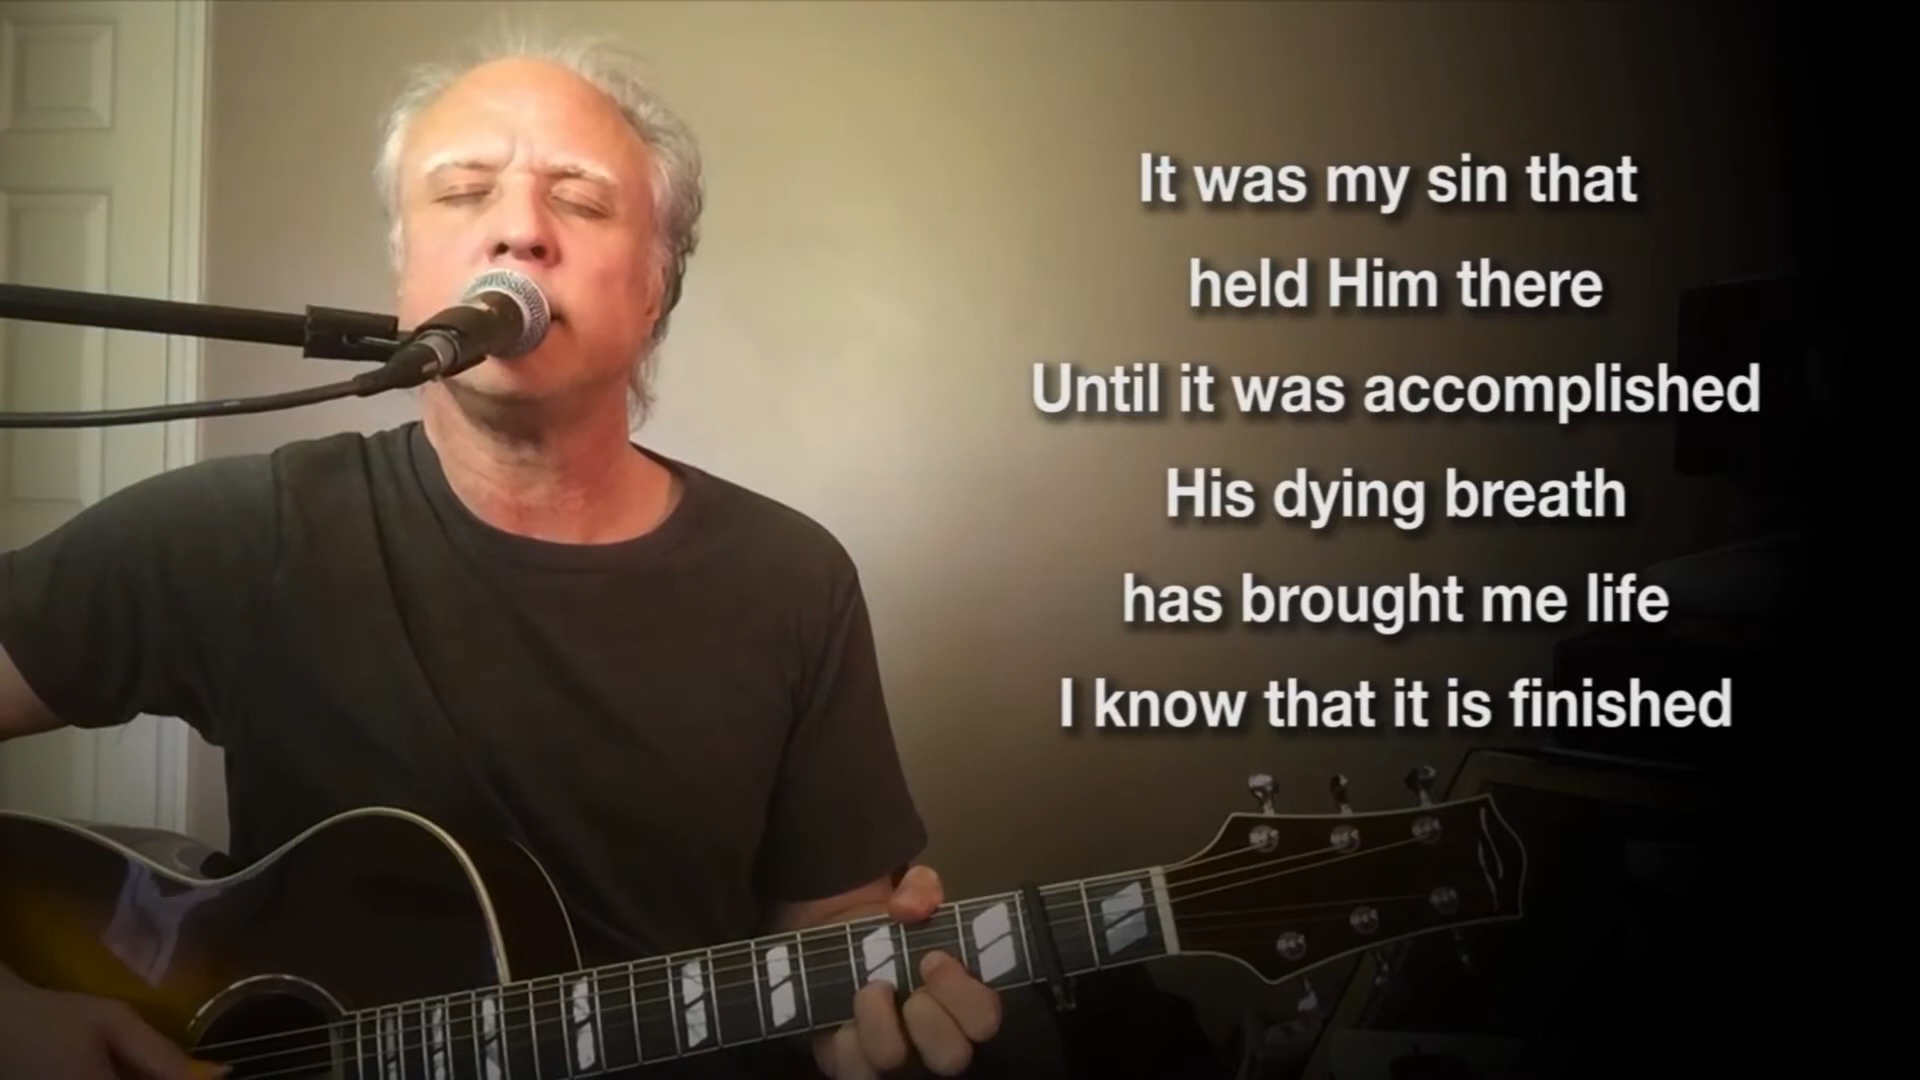 It was my sin that
held Him there
Until it was accomplished
His dying breath
has brought me life
I know that it is finished